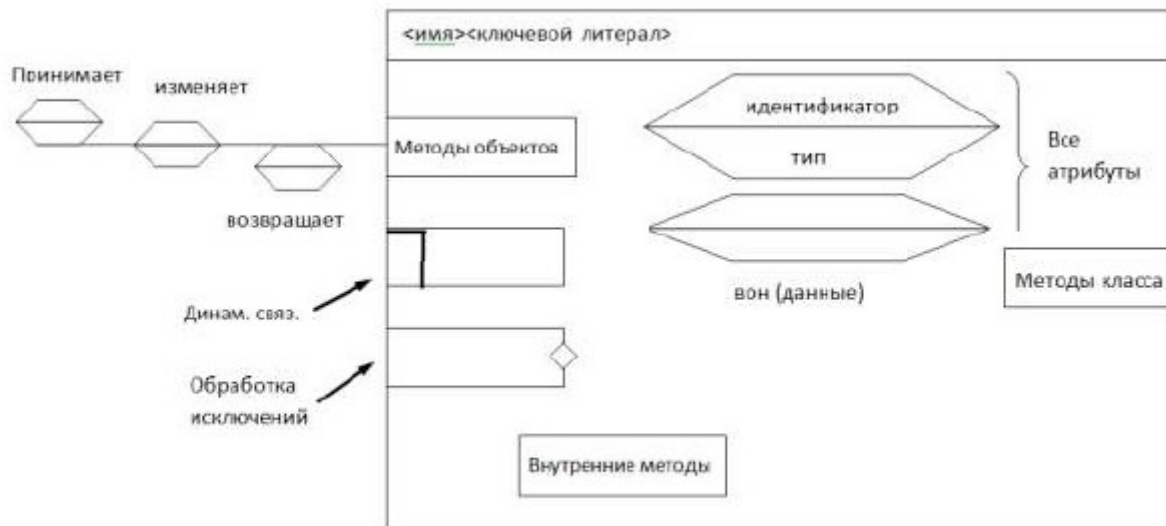 <имя><ключевой литерал>
Принимает
изменяет
возвращает
Методы объектов
идентификатор
тип
Все
атрибуты
вон (данные)
Методы класса
Динам. связ.
Обработка
исключений
Внутренние методы